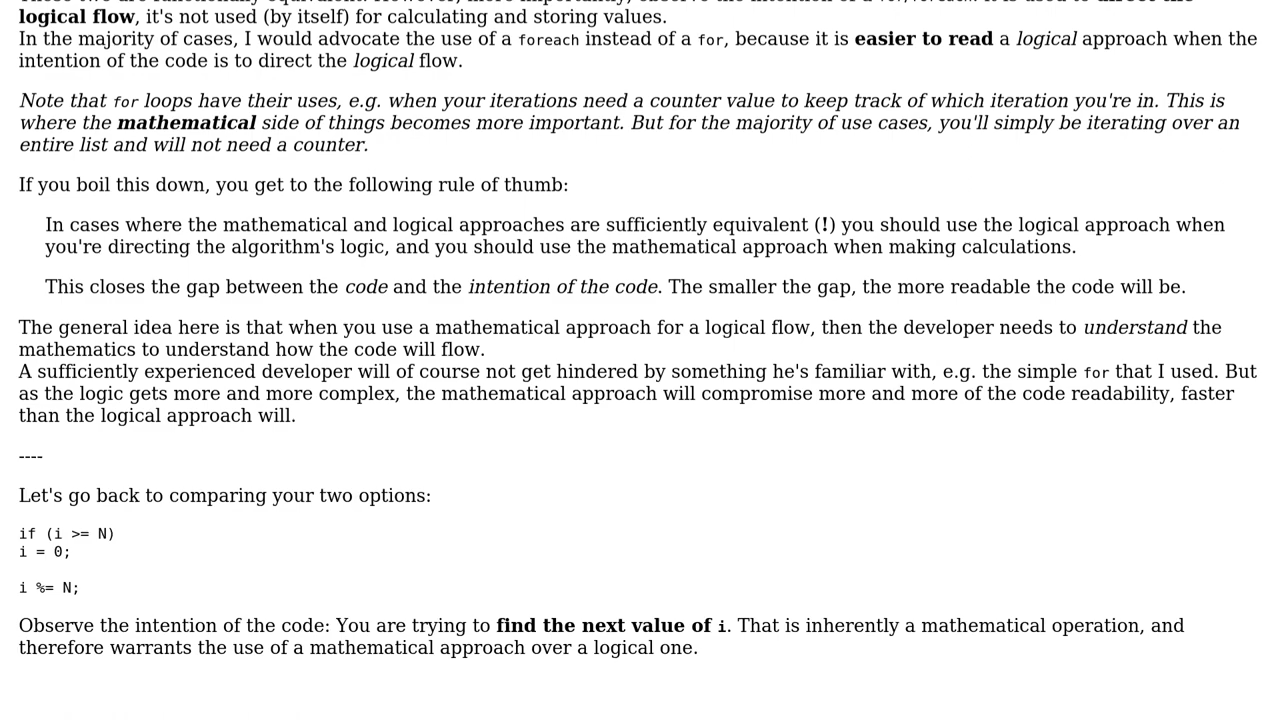 logical flow, it's not used (by itself) for calculating and storing values.
In the majority of cases, I would advocate the use of a foreach instead of a for, because it is easier to read a logical approach when the
intention of the code is to direct the logical flow.
Note that for loops have their uses, e.g. when your iterations need a counter value to keep track of which iteration you're in. This is
where the mathematical side of things becomes more important. But for the majority of use cases, you'll simply be iterating over an
entire list and will not need a counter.
If you boil this down, you get to the following rule of thumb:
In cases where the mathematical and logical approaches are sufficiently equivalent (!) you should use the logical approach when
you're directing the algorithm's logic, and you should use the mathematical approach when making calculations.
This closes the gap between the code and the intention of the code. The smaller the gap, the more readable the code will be.
The general idea here is that when you use a mathematical approach for a logical flow, then the developer needs to understand the
mathematics to understand how the code will flow.
A sufficiently experienced developer will of course not get hindered by something he's familiar with, e.g. the simple for that I used. But
as the logic gets more and more complex, the mathematical approach will compromise more and more of the code readability, faster
than the logical approach will.
----
Let's go back to comparing your two options:
if (i >= N)
i = 0;
i %= N;
Observe the intention of the code: You are trying to find the next value of i. That is inherently a mathematical operation, and
therefore warrants the use of a mathematical approach over a logical one.